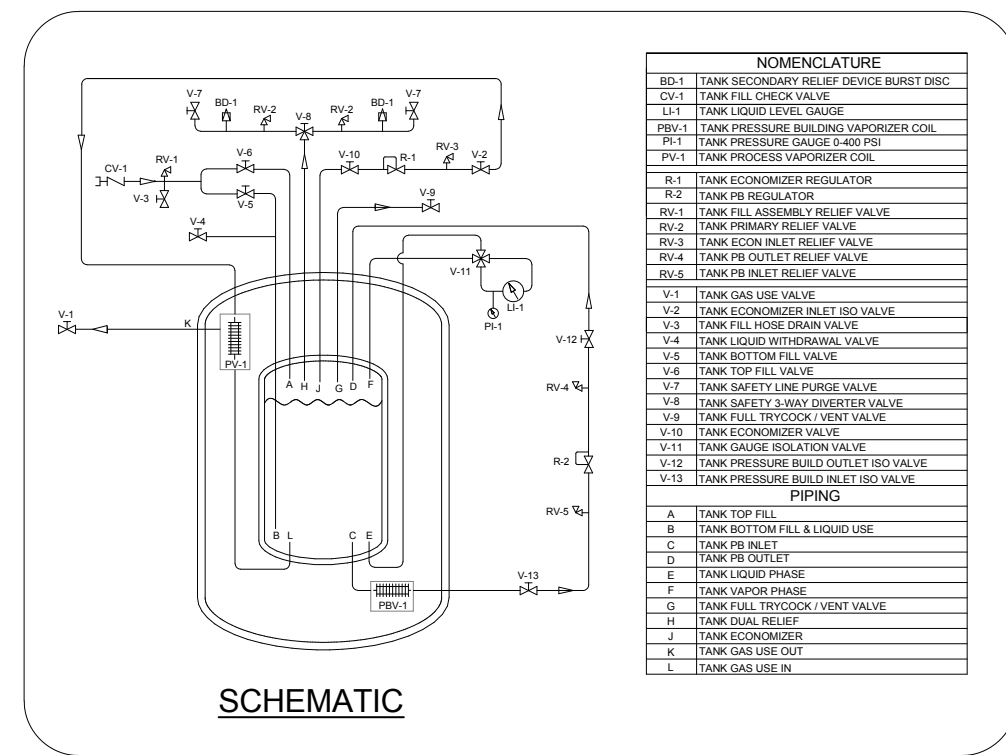 V-7
BD-1
RV-2
V-8
RV-2
BD-1
V-7
CV-1
RV-1
V-3
V-6
V-5
V-4
V-10
R-1
RV-3
V-2
V-9
V-11
LI-1
PI-1
V-1
K
PV-1
V-12
RV-4
R-2
RV-5
V-13
PBV-1
A H J G D F
B L C E
SCHEMATIC
NOMENCLATURE
BD-1 TANK SECONDARY RELIEF DEVICE BURST DISC
CV-1 TANK FILL CHECK VALVE
LI-1 TANK LIQUID LEVEL GAUGE
PBV-1 TANK PRESSURE BUILDING VAPORIZER COIL
PI-1 TANK PRESSURE GAUGE 0-400 PSI
PV-1 TANK PROCESS VAPORIZER COIL
R-1 TANK ECONOMIZER REGULATOR
R-2 TANK PB REGULATOR
RV-1 TANK FILL ASSEMBLY RELIEF VALVE
RV-2 TANK PRIMARY RELIEF VALVE
RV-3 TANK ECON INLET RELIEF VALVE
RV-4 TANK PB OUTLET RELIEF VALVE
RV-5 TANK PB INLET RELIEF VALVE
V-1 TANK GAS USE VALVE
V-2 TANK ECONOMIZER INLET ISO VALVE
V-3 TANK FILL HOSE DRAIN VALVE
V-4 TANK LIQUID WITHDRAWAL VALVE
V-5 TANK BOTTOM FILL VALVE
V-6 TANK TOP FILL VALVE
V-7 TANK SAFETY LINE PURGE VALVE
V-8 TANK SAFETY 3-WAY DIVERTER VALVE
V-9 TANK FULL TRYCOCK / VENT VALVE
V-10 TANK ECONOMIZER VALVE
V-11 TANK GAUGE ISOLATION VALVE
V-12 TANK PRESSURE BUILD OUTLET ISO VALVE
V-13 TANK PRESSURE BUILD INLET ISO VALVE
PIPING
A TANK TOP FILL
B TANK BOTTOM FILL & LIQUID USE
C TANK PB INLET
D TANK PB OUTLET
E TANK LIQUID PHASE
F TANK VAPOR PHASE
G TANK FULL TRYCOCK / VENT VALVE
H TANK DUAL RELIEF
J TANK ECONOMIZER
K TANK GAS USE OUT
L TANK GAS USE IN